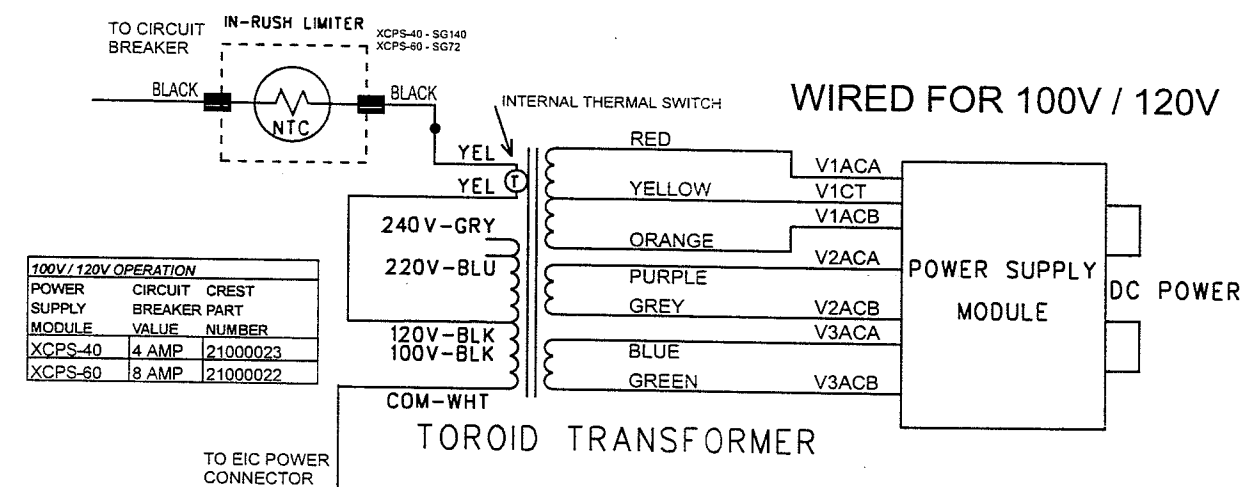 TO CIRCUIT
BREAKER
IN-RUSH LIMITER
XCPS-40 - SG140
XCPS-60 - SG72
BLACK
BLACK
NTC
INTERNAL THERMAL SWITCH
WIRED FOR 100V / 120V
YEL
YEL
T
240V-GRY
220V-BLU
120V-BLK
100V-BLK
COM-WHT
RED
YELLOW
ORANGE
PURPLE
GREY
BLUE
GREEN
V1ACA
V1CT
V1ACB
V2ACA
V2ACB
V3ACA
V3ACB
POWER SUPPLY
MODULE
DC POWER
100V / 120V OPERATION
POWER CIRCUIT CREST
SUPPLY BREAKER PART
MODULE VALUE NUMBER
XCPS-40 4 AMP 21000023
XCPS-60 8 AMP 21000022
TOROID TRANSFORMER
TO EIC POWER
CONNECTOR